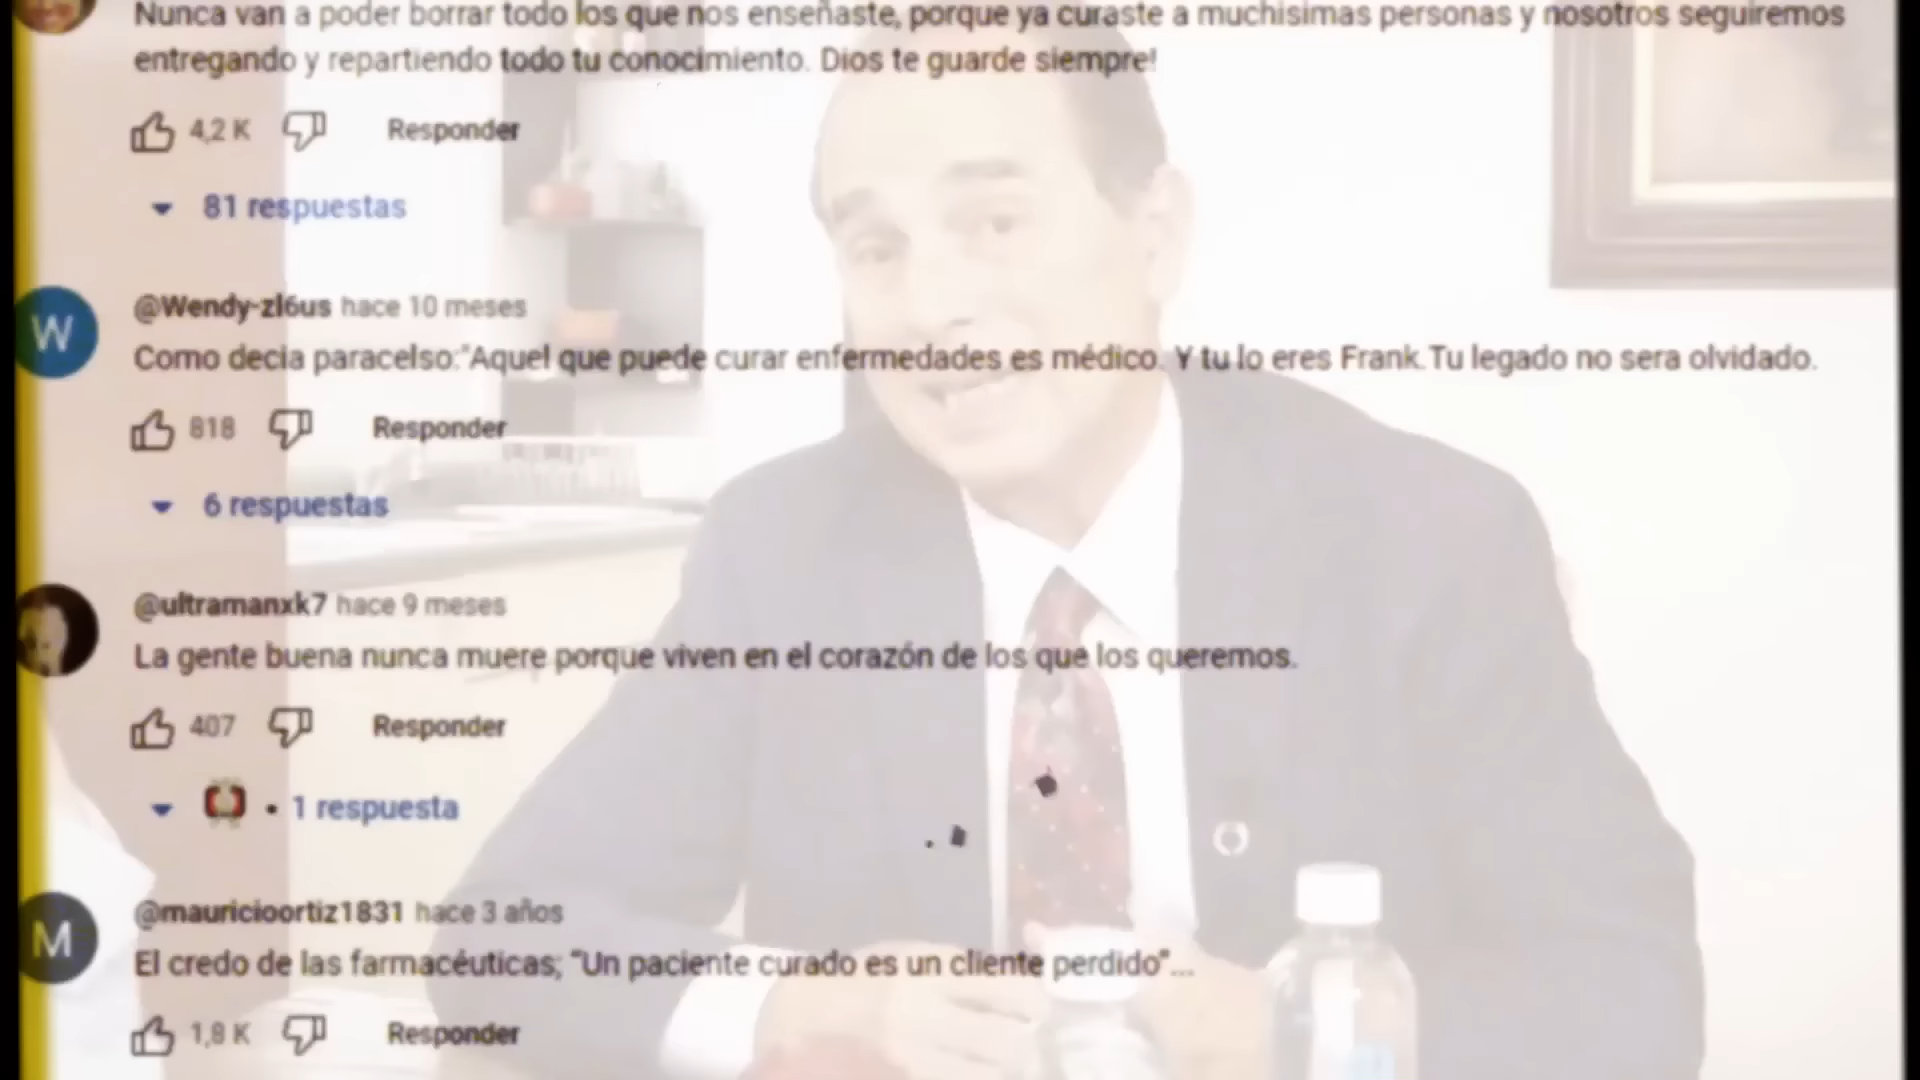 Nunca van a poder borrar todo los que nos enseñaste, porque ya curaste a muchisimas personas y nosotros seguiremos
entregando y repartiendo todo tu conocimiento. Dios te guarde siempre!
4,2 K Responder
81 respuestas
W @Wendy-zl6us hace 10 meses
Como decia paracelso:"Aquel que puede curar enfermedades es médico. Y tu lo eres Frank.Tu legado no sera olvidado.
818 Responder
6 respuestas
@ultramanxk7 hace 9 meses
La gente buena nunca muere porque viven en el corazón de los que los queremos.
407 Responder
• 1 respuesta
M @mauricioortiz1831 hace 3 años
El credo de las farmacéuticas; "Un paciente curado es un cliente perdido"...
1,8 K Responder